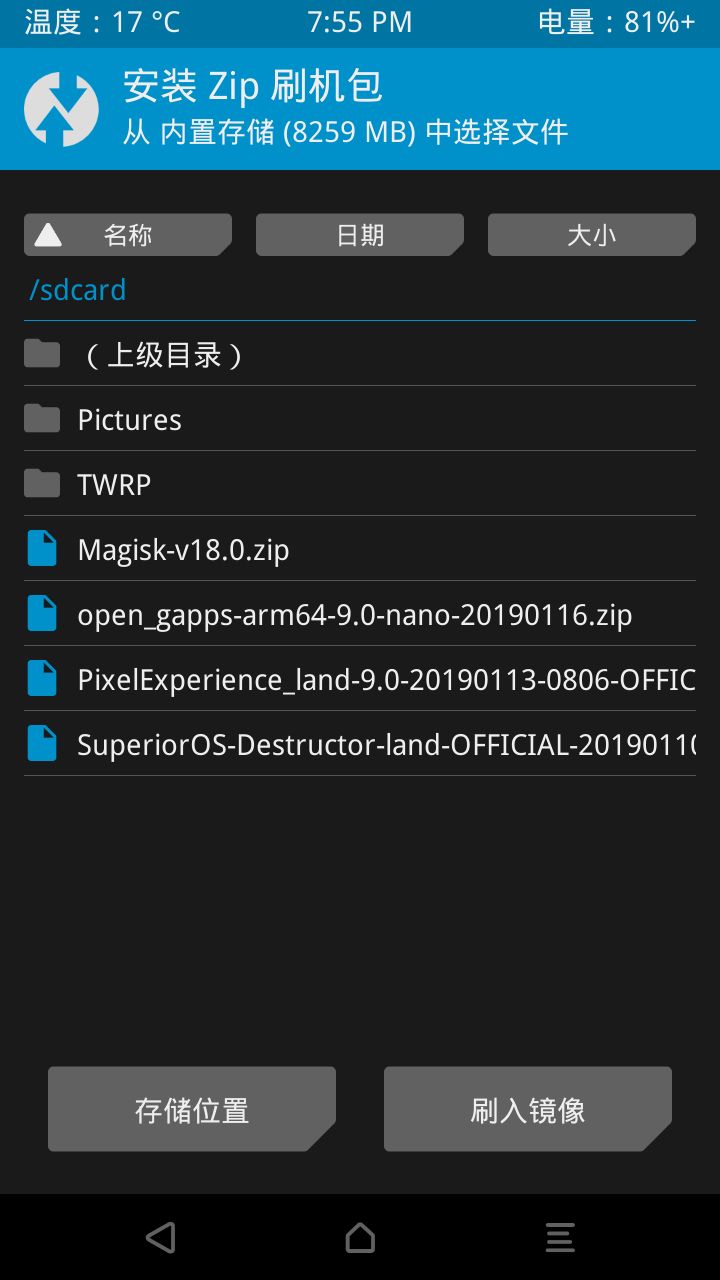 温度：17 °C 7:55 PM 电量：81%+
安装 Zip 刷机包
从 内置存储 (8259 MB) 中选择文件
名称 日期 大小
/sdcard
（上级目录）
Pictures
TWRP
Magisk-v18.0.zip
open_gapps-arm64-9.0-nano-20190116.zip
PixelExperience_land-9.0-20190113-0806-OFFIC
SuperiorOS-Destructor-land-OFFICIAL-20190110
存储位置 刷入镜像